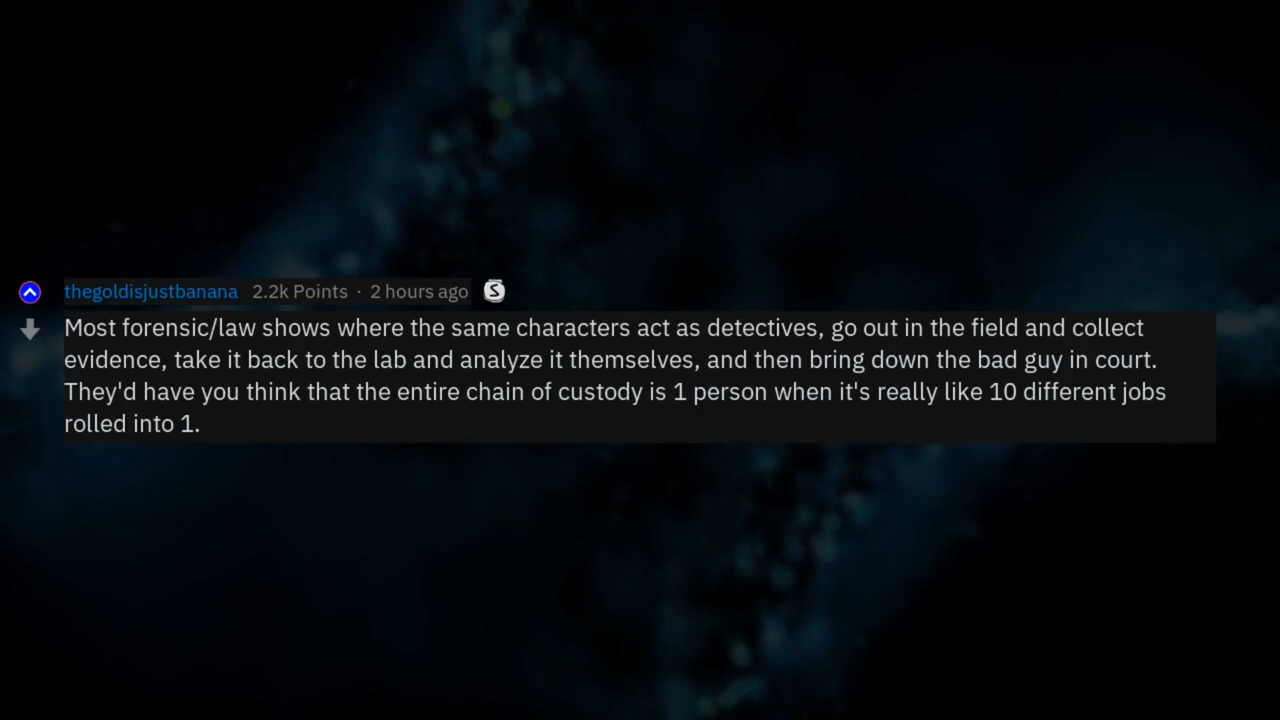 thegoldisjustbanana 2.2k Points · 2 hours ago S
Most forensic/law shows where the same characters act as detectives, go out in the field and collect
evidence, take it back to the lab and analyze it themselves, and then bring down the bad guy in court.
They'd have you think that the entire chain of custody is 1 person when it's really like 10 different jobs
rolled into 1.